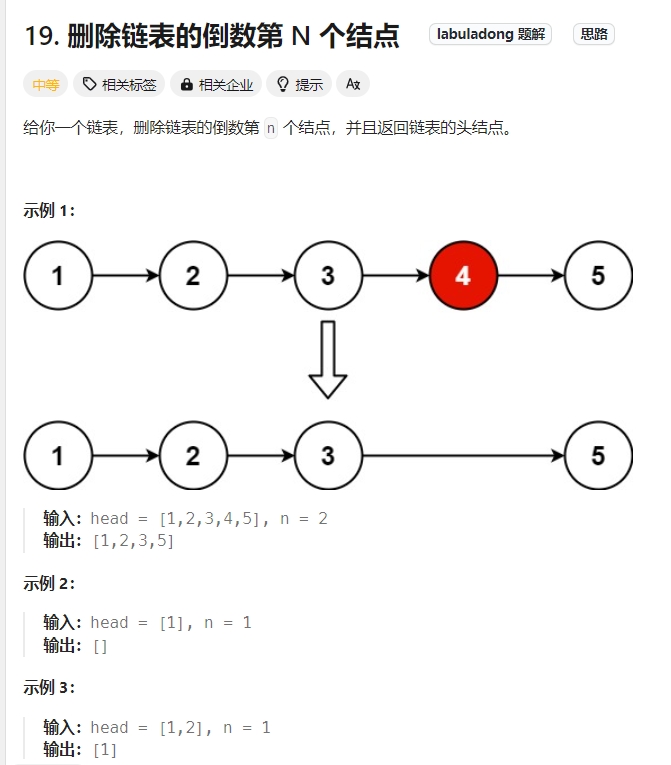 19. 删除链表的倒数第 N 个结点 labuladong 题解 思路
中等 相关标签 相关企业 提示 Ax
给你一个链表，删除链表的倒数第 n 个结点，并且返回链表的头结点。
示例 1：
1 2 3 4 5
1 2 3 5
输入：head = [1,2,3,4,5], n = 2
输出：[1,2,3,5]
示例 2：
输入：head = [1], n = 1
输出：[]
示例 3：
输入：head = [1,2], n = 1
输出：[1]